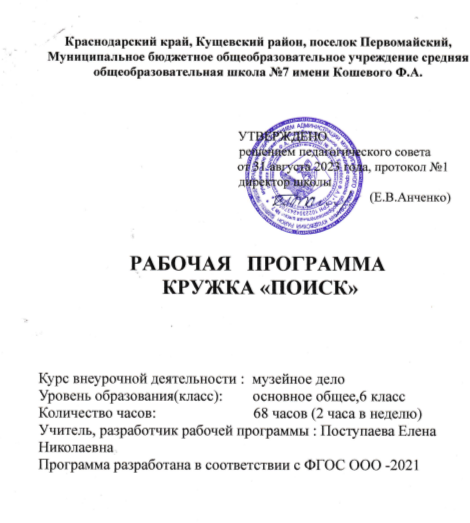 Краснодарский край, Кущевский район, поселок Первомайский,
Муниципальное бюджетное общеобразовательное учреждение средняя
общеобразовательная школа №7 имени Кошевого Ф.А.
УТВЕРЖДЕНО
решением педагогического совета
от 31 августа 2023 года, протокол №1
директор школы
(Е.В.Анченко)
РАБОЧАЯ ПРОГРАММА
КРУЖКА «ПОИСК»
Курс внеурочной деятельности : музейное дело
Уровень образования(класс): основное общее,6 класс
Количество часов: 68 часов (2 часа в неделю)
Учитель, разработчик рабочей программы : Поступаева Елена
Николаевна
Программа разработана в соответствии с ФГОС ООО -2021